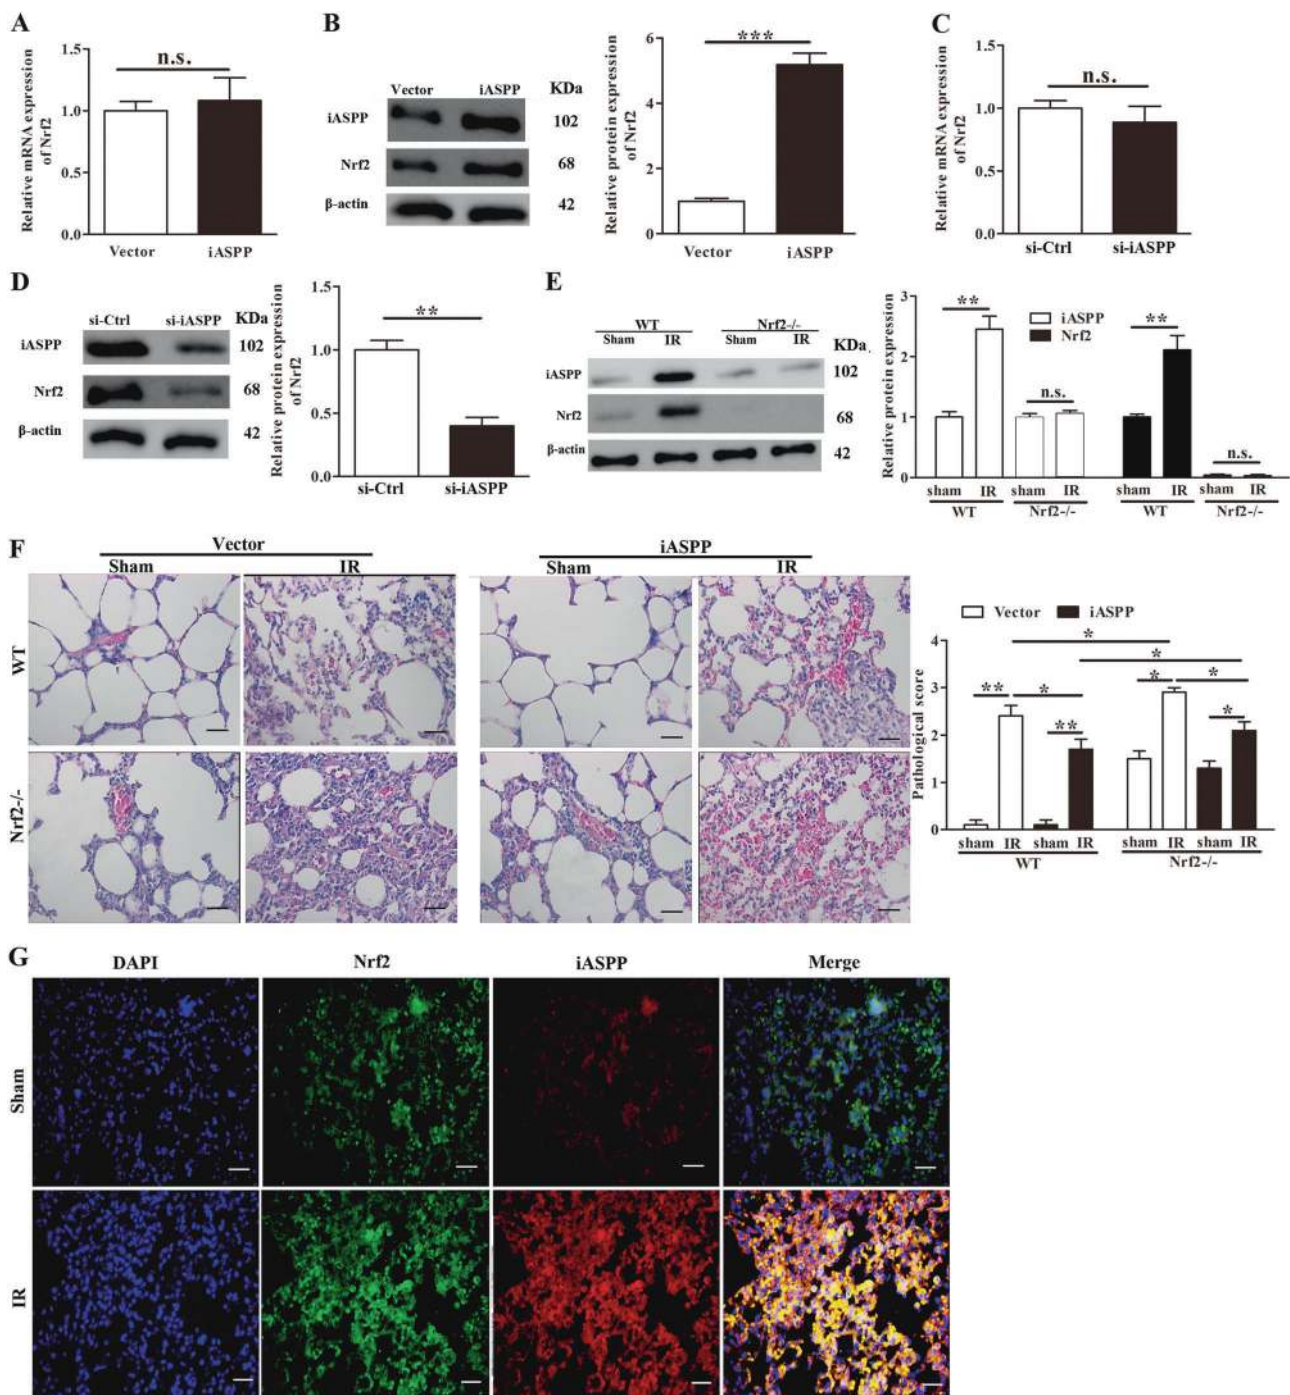 A
Relative mRNA expression
of Nrf2
1.5
1.0
0.5
0.0
n.s.
Vector
iASPP
B
Vector
iASPP
KDa
iASPP
102
Nrf2
68
β-actin
42
Relative protein expression
of Nrf2
6
4
2
0
***
Vector
iASPP
C
Relative mRNA expression
of Nrf2
1.5
1.0
0.5
0.0
n.s.
si-Ctrl
si-iASPP
D
si-Ctrl
si-iASPP
KDa
iASPP
102
Nrf2
68
β-actin
42
Relative protein expression
of Nrf2
1.5
1.0
0.5
0.0
**
si-Ctrl
si-iASPP
E
WT
Nrf2-/-
Sham
IR
Sham
IR
KDa
iASPP
102
Nrf2
68
β-actin
42
Relative protein expression
3
2
1
0
iASPP
Nrf2
**
n.s.
**
n.s.
sham
IR
sham
IR
sham
IR
sham
IR
WT
Nrf2-/-
WT
Nrf2-/-
F
Vector
iASPP
Sham
IR
Sham
IR
WT
Nrf2-/-
Vector
iASPP
Pathological score
4
3
2
1
0
*
*
**
*
**
*
*
*
sham
IR
sham
IR
sham
IR
sham
IR
WT
Nrf2-/-
G
DAPI
Nrf2
iASPP
Merge
Sham
IR